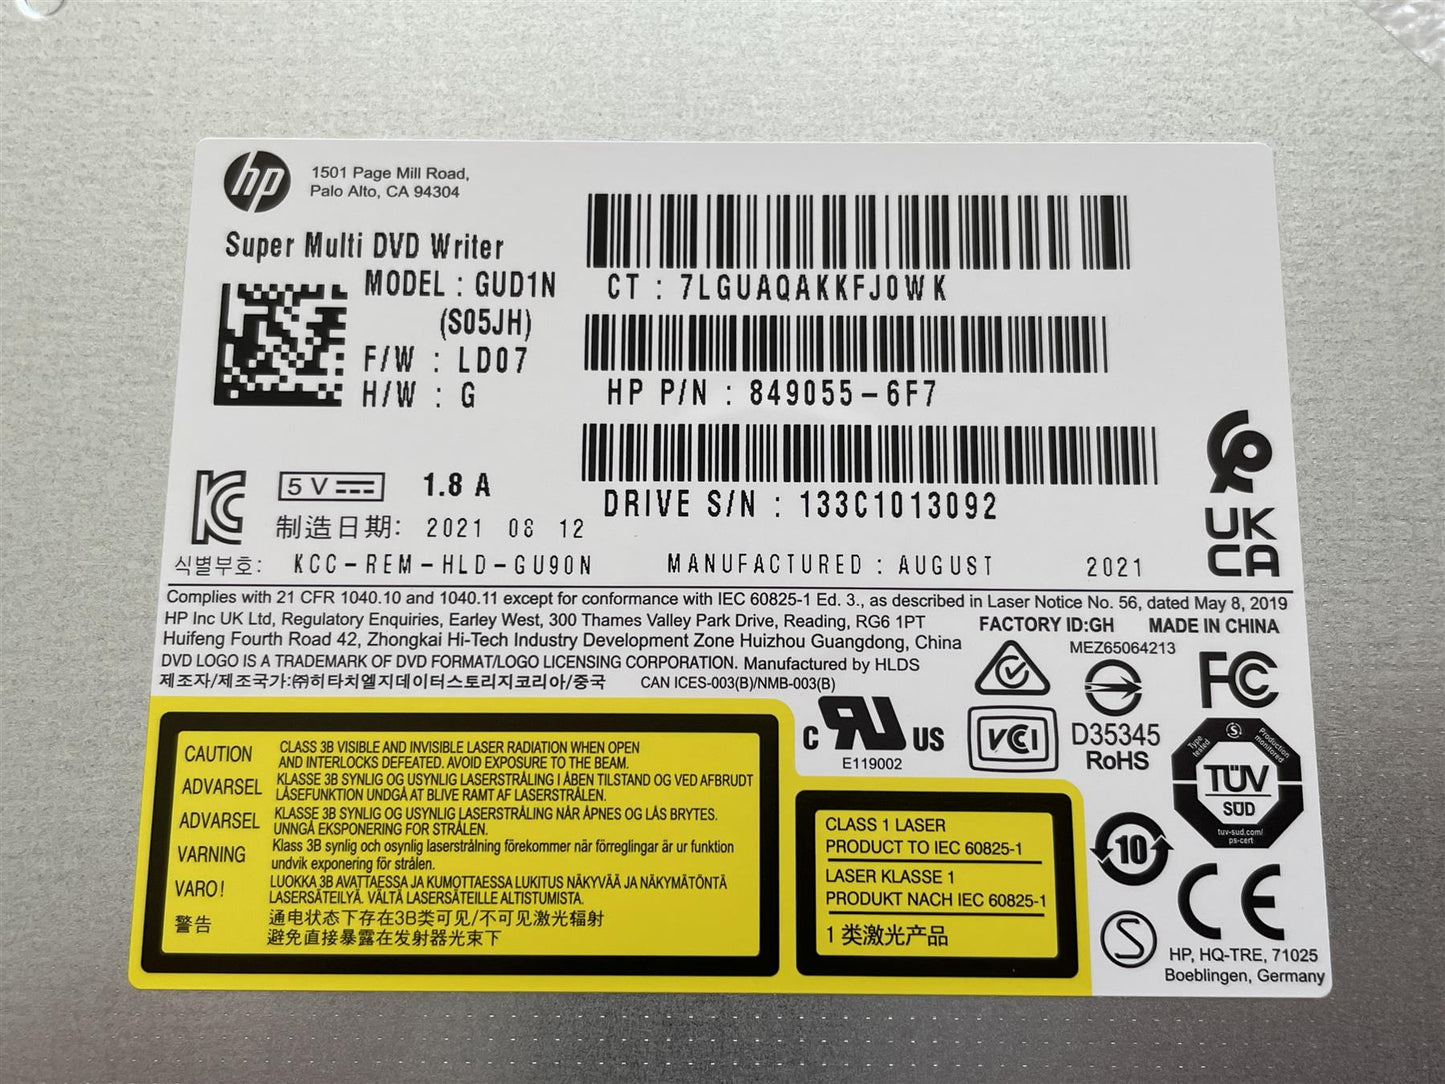 hp
1501 Page Mill Road,
Palo Alto, CA 94304
Super Multi DVD Writer
MODEL : GUD1N
(S05JH)
F/W : LD07
H/W : G
CT : 7LGUAQAKKFJ0WK
HP P/N : 849055-6F7
DRIVE S/N : 133C1013092
5 V
1.8 A
制造日期: 2021 08 12
식별부호: KCC-REM-HLD-GU90N
MANUFACTURED : AUGUST 2021
UK
CA
Complies with 21 CFR 1040.10 and 1040.11 except for conformance with IEC 60825-1 Ed. 3., as described in Laser Notice No. 56, dated May 8, 2019
HP Inc UK Ltd, Regulatory Enquiries, Earley West, 300 Thames Valley Park Drive, Reading, RG6 1PT
Huifeng Fourth Road 42, Zhongkai Hi-Tech Industry Development Zone Huizhou Guangdong, China
DVD LOGO IS A TRADEMARK OF DVD FORMAT/LOGO LICENSING CORPORATION. Manufactured by HLDS
제조자/제조국가:㈜히타치엘지데이터스토리지코리아/중국
CAN ICES-003(B)/NMB-003(B)
FACTORY ID:GH MADE IN CHINA
MEZ65064213
FC
c RU US
E119002
VCCI
D35345
RoHS
Type tested
Production monitored
TÜV
SÜD
tuv-sud.com/
ps-cert
CAUTION
CLASS 3B VISIBLE AND INVISIBLE LASER RADIATION WHEN OPEN
AND INTERLOCKS DEFEATED. AVOID EXPOSURE TO THE BEAM.
ADVARSEL
KLASSE 3B SYNLIG OG USYNLIG LASERSTRÅLING I ÅBEN TILSTAND OG VED AFBRUDT
LÅSEFUNKTION UNDGÅ AT BLIVE RAMT AF LASERSTRÅLEN.
ADVARSEL
KLASSE 3B SYNLIG OG USYNLIG LASERSTRÅLING NÅR ÅPNES OG LÅS BRYTES.
UNNGÅ EKSPONERING FOR STRÅLEN.
VARNING
Klass 3B synlig och osynlig laserstrålning förekommer när förreglingar är ur funktion
undvik exponering för strålen.
VARO!
LUOKKA 3B AVATTAESSA JA KUMOTTAESSA LUKITUS NÄKYVÄÄ JA NÄKYMÄTÖNTÄ
LASERSÄTEILYÄ. VÄLTÄ LASERSÄTEILLE ALTISTUMISTA.
警告
通电状态下存在3B类可见/不可见激光辐射
避免直接暴露在发射器光束下
CLASS 1 LASER
PRODUCT TO IEC 60825-1
LASER KLASSE 1
PRODUKT NACH IEC 60825-1
1 类激光产品
10
S
CE
HP, HQ-TRE, 71025
Boeblingen, Germany